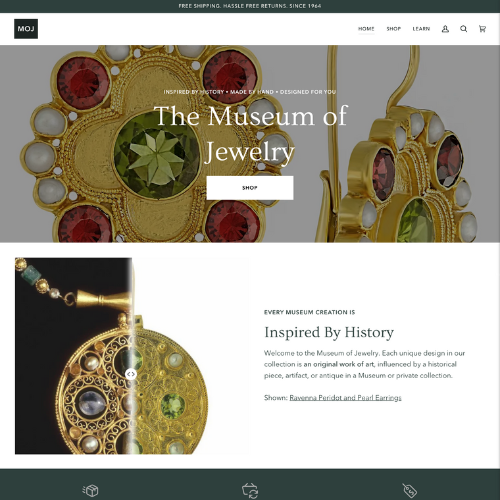 FREE SHIPPING. HASSLE FREE RETURNS. SINCE 1964
MOJ
HOME SHOP LEARN
INSPIRED BY HISTORY • MADE BY HAND • DESIGNED FOR YOU
The Museum of
Jewelry
SHOP
EVERY MUSEUM CREATION IS
Inspired By History
Welcome to the Museum of Jewelry. Each unique design in our
collection is an original work of art, influenced by a historical
piece, artifact, or antique in a Museum or private collection.
Shown: Ravenna Peridot and Pearl Earrings